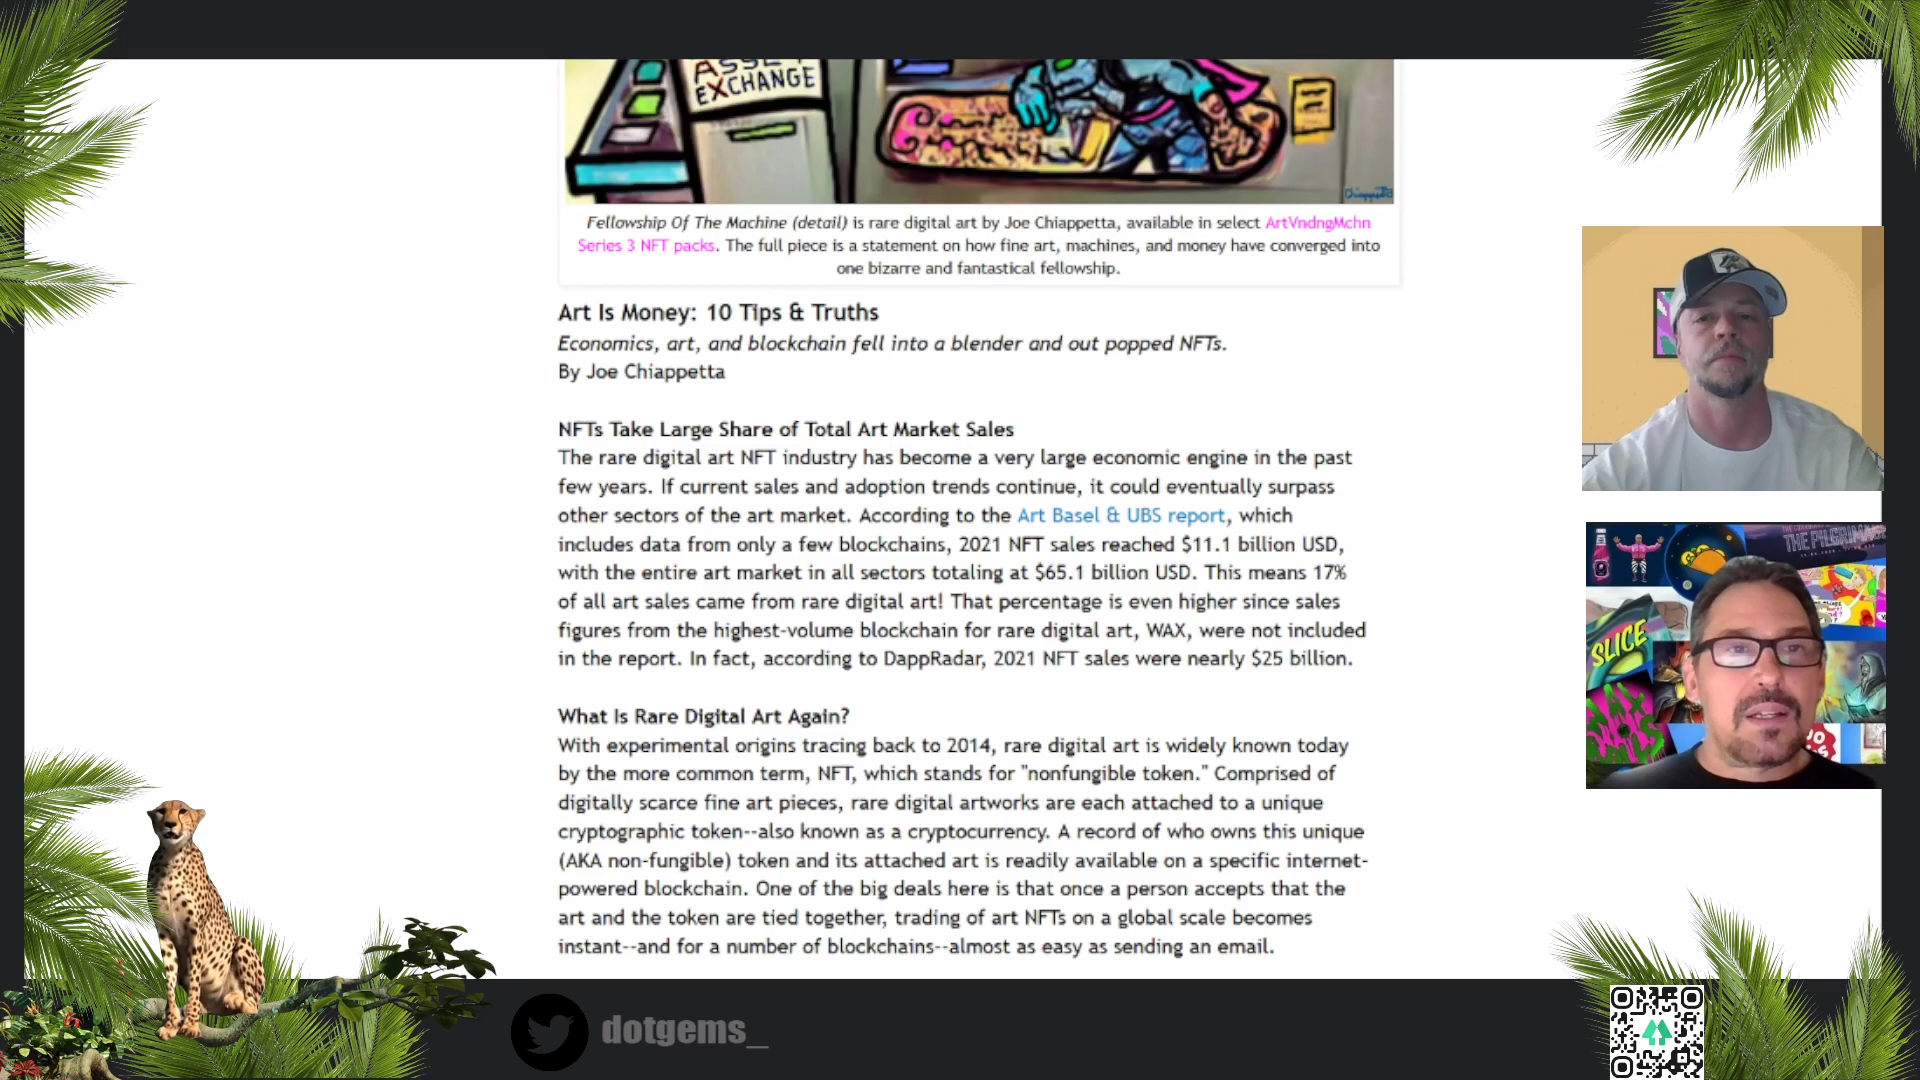 ASSET
EXCHANGE
Chiappetta
Fellowship Of The Machine (detail) is rare digital art by Joe Chiappetta, available in select ArtVndngMchn
Series 3 NFT packs. The full piece is a statement on how fine art, machines, and money have converged into
one bizarre and fantastical fellowship.
Art Is Money: 10 Tips & Truths
Economics, art, and blockchain fell into a blender and out popped NFTs.
By Joe Chiappetta
NFTs Take Large Share of Total Art Market Sales
The rare digital art NFT industry has become a very large economic engine in the past
few years. If current sales and adoption trends continue, it could eventually surpass
other sectors of the art market. According to the Art Basel & UBS report, which
includes data from only a few blockchains, 2021 NFT sales reached $11.1 billion USD,
with the entire art market in all sectors totaling at $65.1 billion USD. This means 17%
of all art sales came from rare digital art! That percentage is even higher since sales
figures from the highest-volume blockchain for rare digital art, WAX, were not included
in the report. In fact, according to DappRadar, 2021 NFT sales were nearly $25 billion.
What Is Rare Digital Art Again?
With experimental origins tracing back to 2014, rare digital art is widely known today
by the more common term, NFT, which stands for "nonfungible token." Comprised of
digitally scarce fine art pieces, rare digital artworks are each attached to a unique
cryptographic token--also known as a cryptocurrency. A record of who owns this unique
(AKA non-fungible) token and its attached art is readily available on a specific internet-
powered blockchain. One of the big deals here is that once a person accepts that the
art and the token are tied together, trading of art NFTs on a global scale becomes
instant--and for a number of blockchains--almost as easy as sending an email.
THE PILGRIMAGE
SLICE
dotgems_